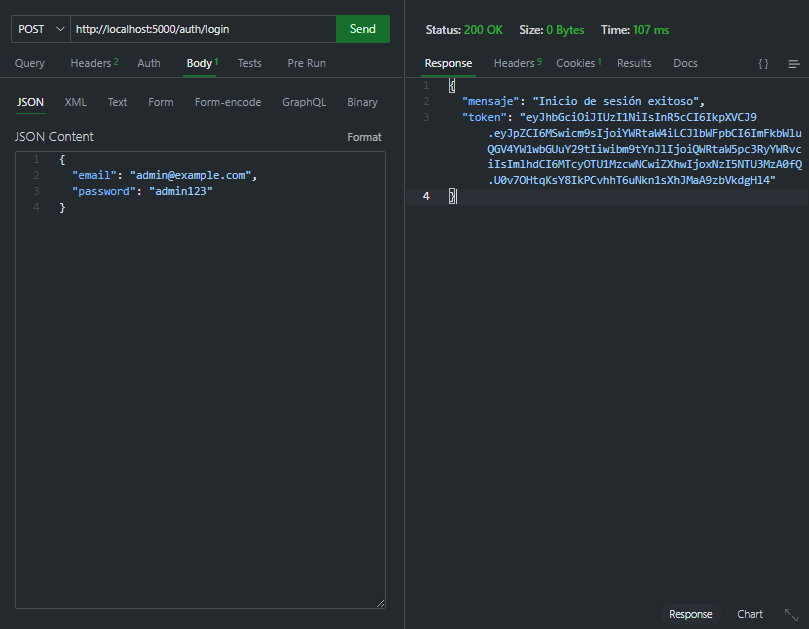 POST http://localhost:5000/auth/login Send
Query Headers 2 Auth Body 1 Tests Pre Run
JSON XML Text Form Form-encode GraphQL Binary
JSON Content Format
1 {
2 "email": "admin@example.com",
3 "password": "admin123"
4 }
Status: 200 OK Size: 0 Bytes Time: 107 ms
Response Headers 9 Cookies 1 Results Docs { }
1 {
2 "mensaje": "Inicio de sesión exitoso",
3 "token": "eyJhbGciOiJIUzI1NiIsInR5cCI6IkpXVCJ9
.eyJpZCI6MSwicm9sIjoiYWRtaW4iLCJlbWFpbCI6ImFkbWlu
QGV4YW1wbGUuY29tIiwibm9tYnJlIjoiQWRtaW5pc3RyYWRvc
iIsImlhdCI6MTcyOTU1MzcwNCwiZXhwIjoxNzI5NTU3MzA0fQ
.U0v7OHtqKsY8IkPCvhhT6uNkn1sXhJMaA9zbVkdgHl4"
4 }
Response Chart